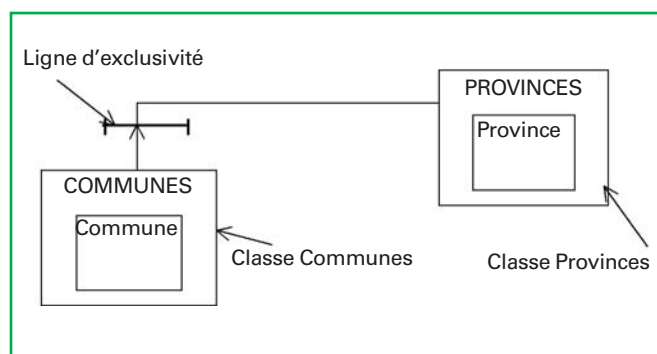 Ligne d’exclusivité
PROVINCES
Province
COMMUNES
Commune
Classe Communes
Classe Provinces